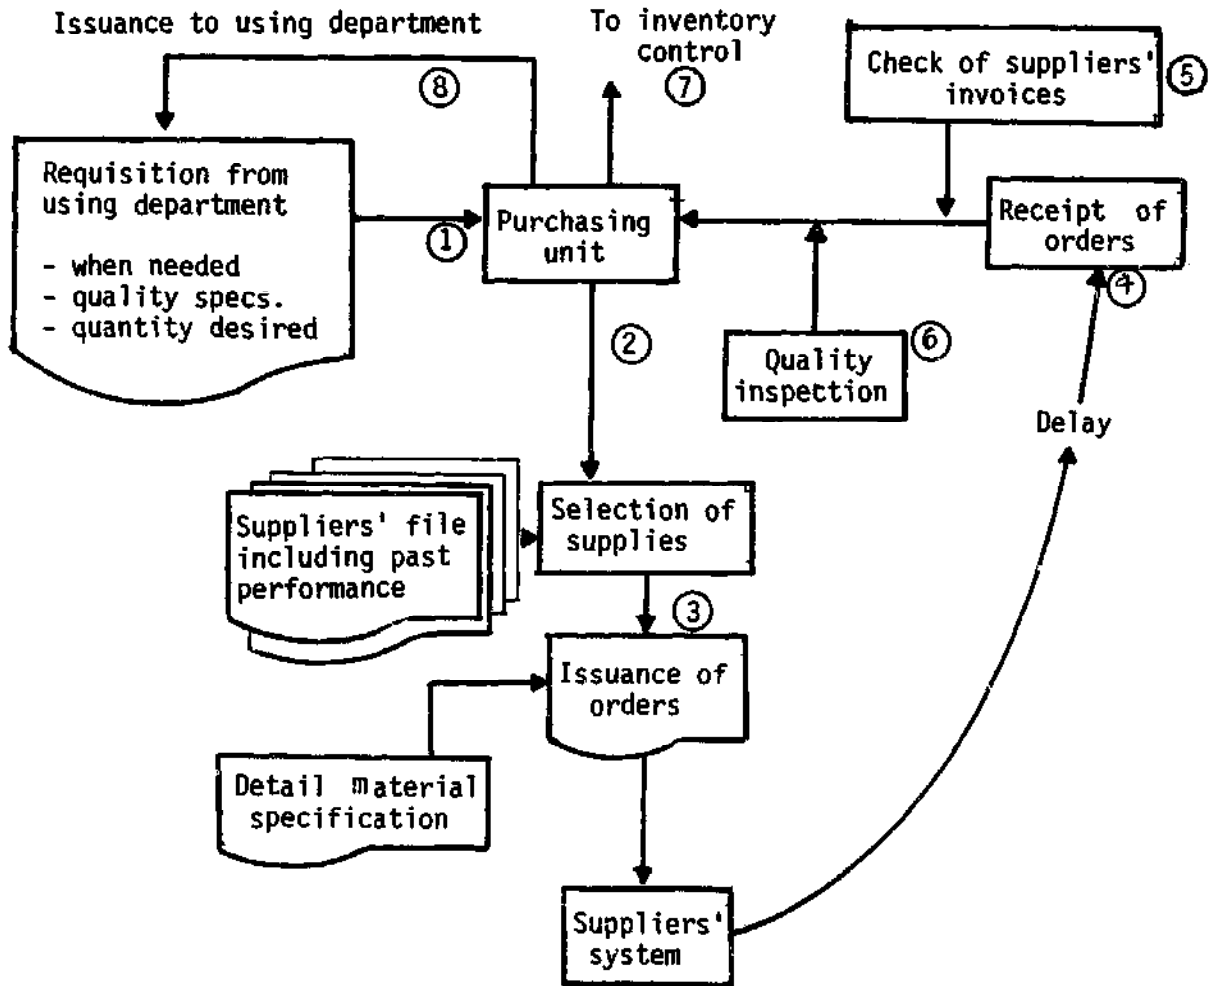 Issuance to using department
⑧
To inventory
control
⑦
Check of suppliers'
invoices
⑤
Requisition from
using department
- when needed
- quality specs.
- quantity desired
①
Purchasing
unit
Receipt of
orders
④
②
Quality
inspection
⑥
Delay
Suppliers' file
including past
performance
Selection of
supplies
③
Issuance of
orders
Detail material
specification
Suppliers'
system